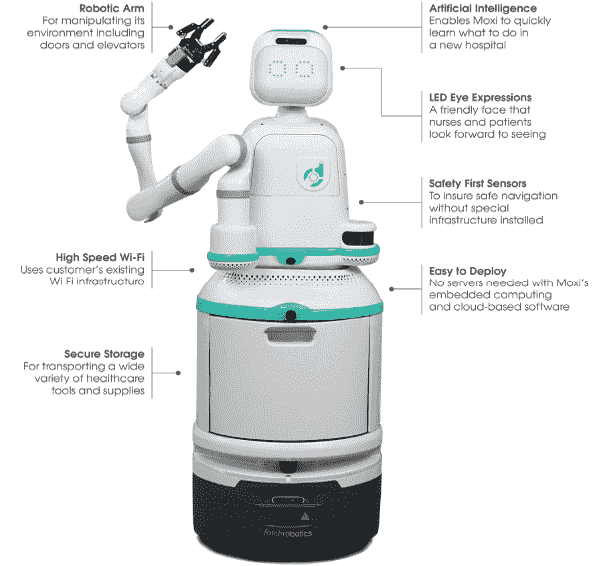 Robotic Arm
For manipulating its
environment including
doors and elevators
Artificial Intelligence
Enables Moxi to quickly
learn what to do in
a new hospital
LED Eye Expressions
A friendly face that
nurses and patients
look forward to seeing
Safety First Sensors
To insure safe navigation
without special
infrastructure installed
High Speed Wi-Fi
Uses customer's existing
Wi Fi infrastructure
Easy to Deploy
No servers needed with Moxi's
embedded computing
and cloud-based software
Secure Storage
For transporting a wide
variety of healthcare
tools and supplies
fetchrobotics